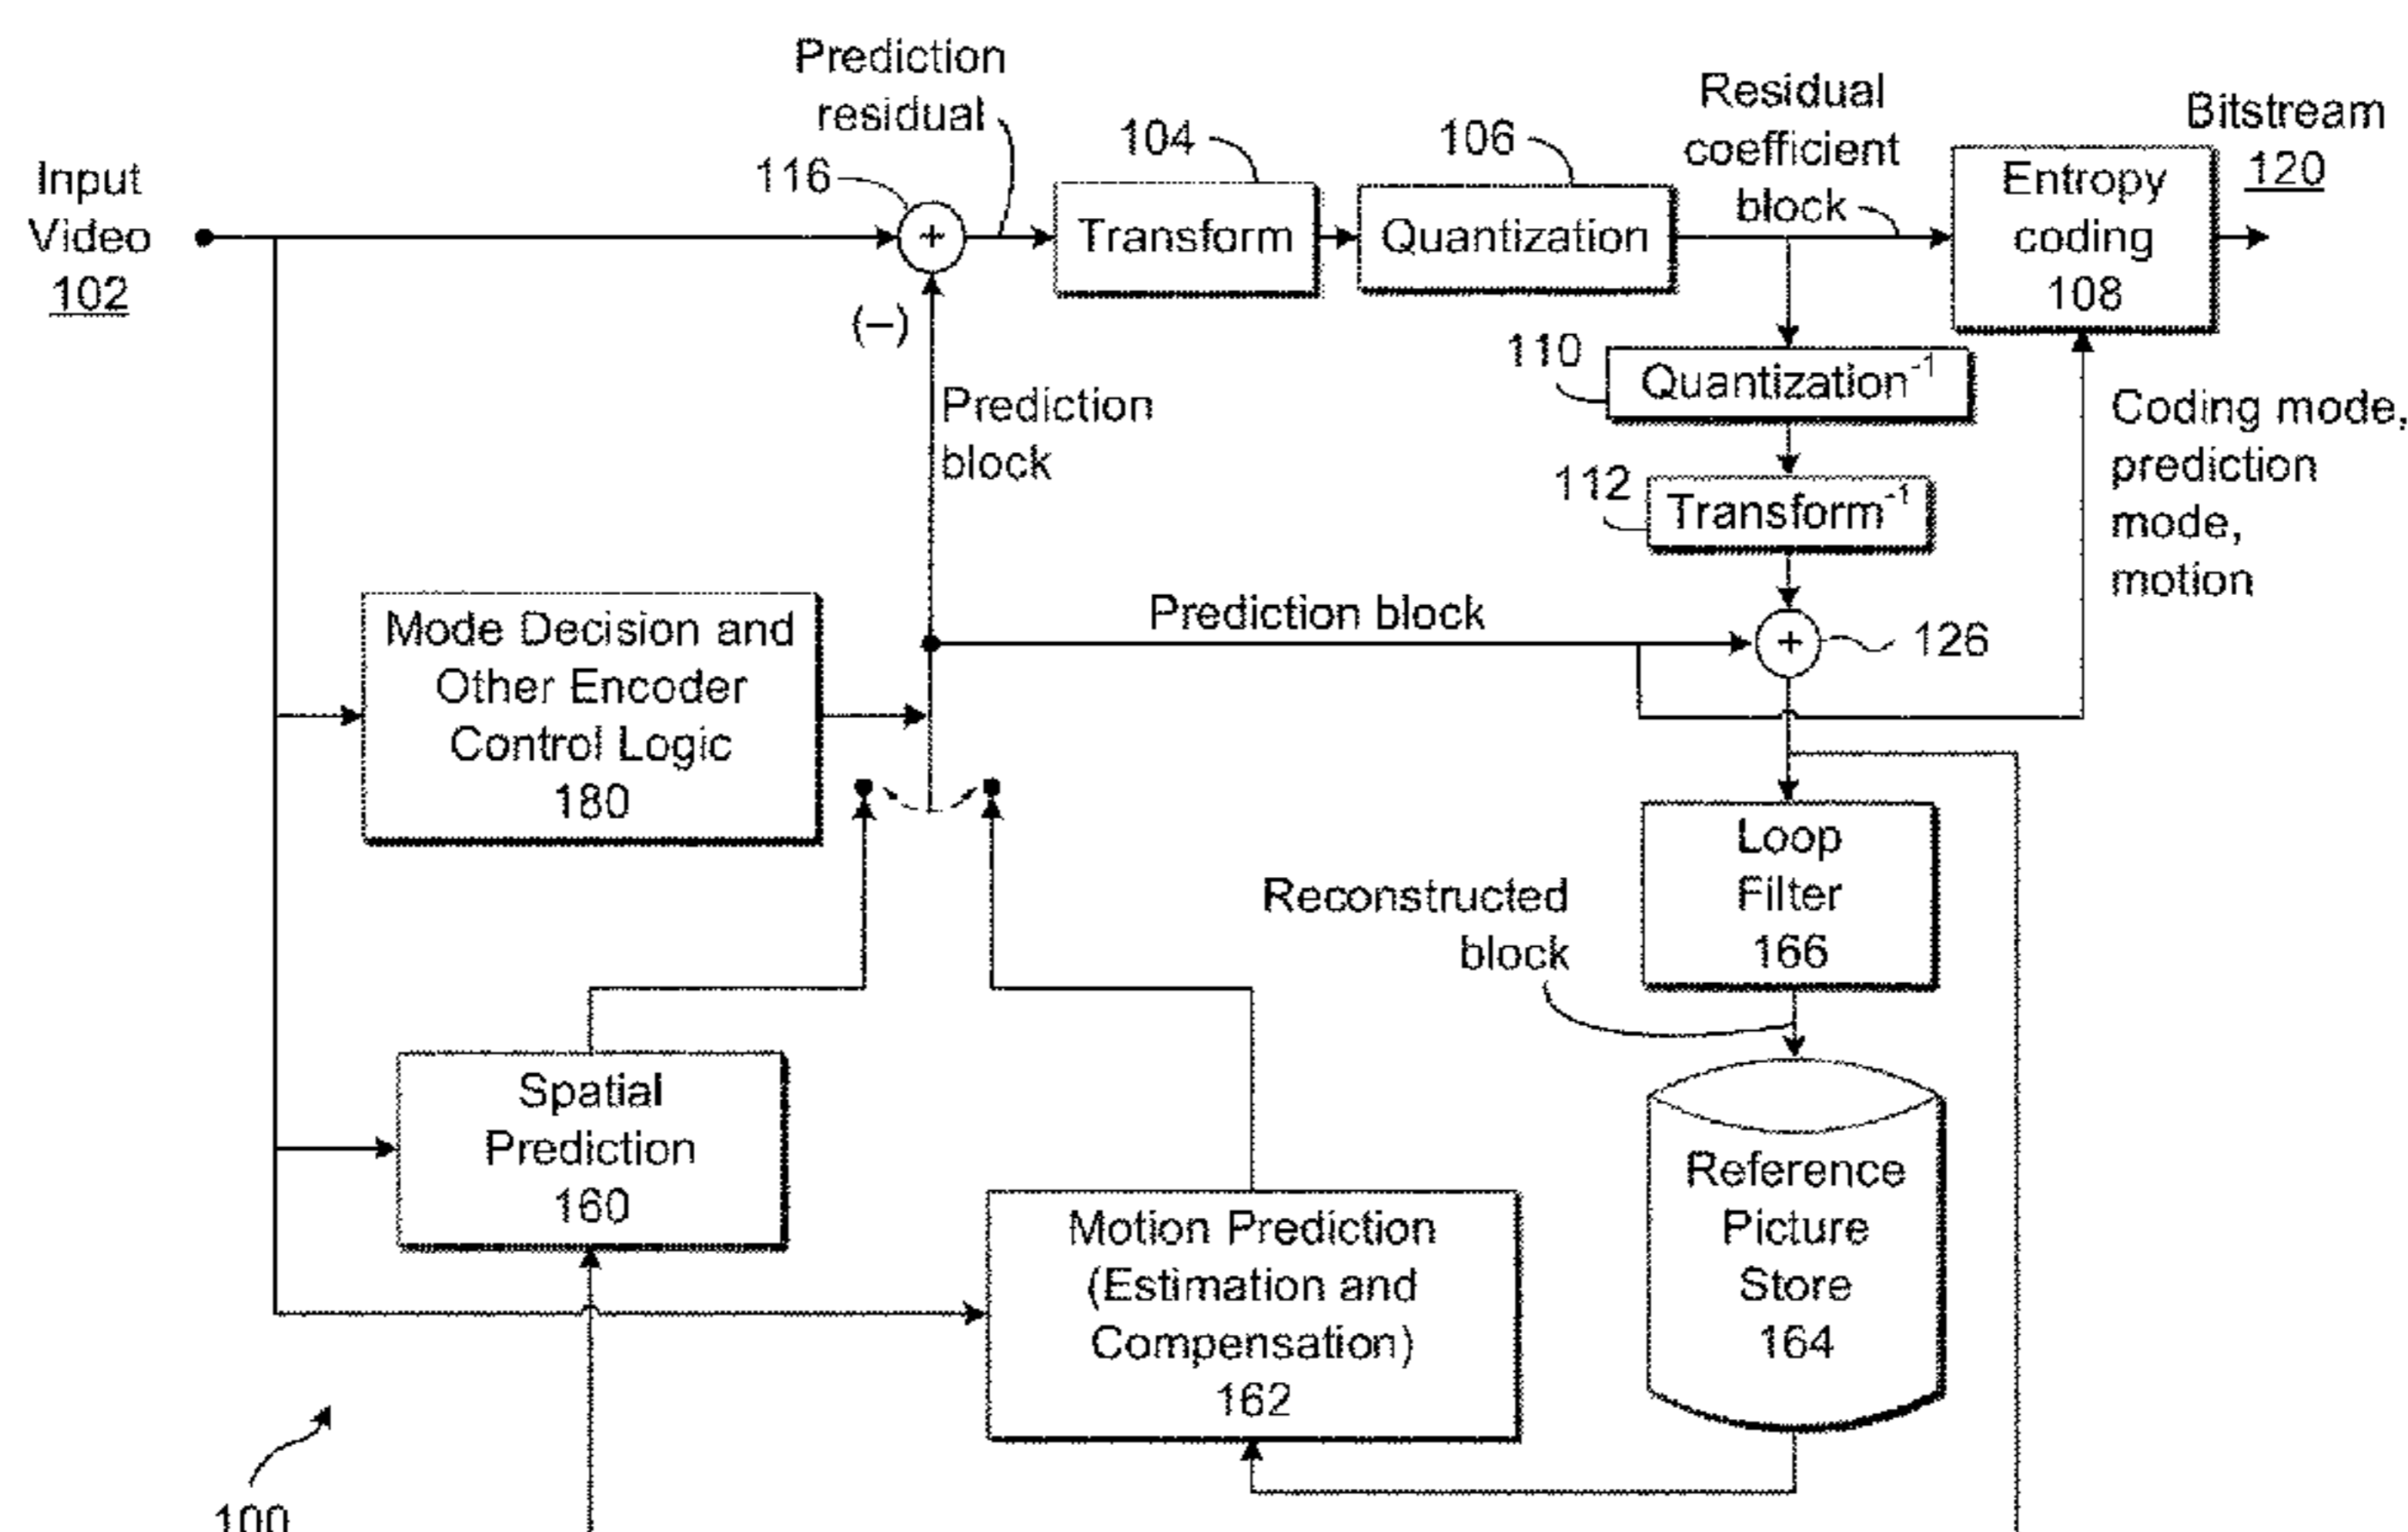 Prediction
residual
104
106
Residual
coefficient
block
Bitstream
120
116
Input
Video
102
+
Transform
Quantization
Entropy
coding
108
(–)
110
Quantization-1
Prediction
block
Coding mode,
prediction
mode,
motion
112
Transform-1
Prediction block
+
126
Mode Decision and
Other Encoder
Control Logic
180
Loop
Filter
166
Reconstructed
block
Spatial
Prediction
160
Motion Prediction
(Estimation and
Compensation)
162
Reference
Picture
Store
164
100